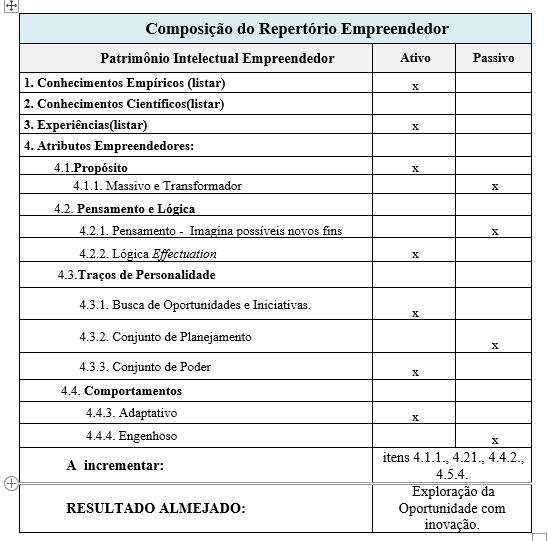 Composição do Repertório Empreendedor
Patrimônio Intelectual Empreendedor Ativo Passivo
1. Conhecimentos Empíricos (listar) x
2. Conhecimentos Científicos(listar)
3. Experiências(listar) x
4. Atributos Empreendedores:
4.1.Propósito x
4.1.1. Massivo e Transformador x
4.2. Pensamento e Lógica
4.2.1. Pensamento - Imagina possíveis novos fins x
4.2.2. Lógica Effectuation x
4.3.Traços de Personalidade
4.3.1. Busca de Oportunidades e Iniciativas. x
4.3.2. Conjunto de Planejamento x
4.3.3. Conjunto de Poder x
4.4. Comportamentos
4.4.3. Adaptativo x
4.4.4. Engenhoso x
A incrementar: itens 4.1.1., 4.21., 4.4.2.,
4.5.4.
RESULTADO ALMEJADO: Exploração da
Oportunidade com
inovação.